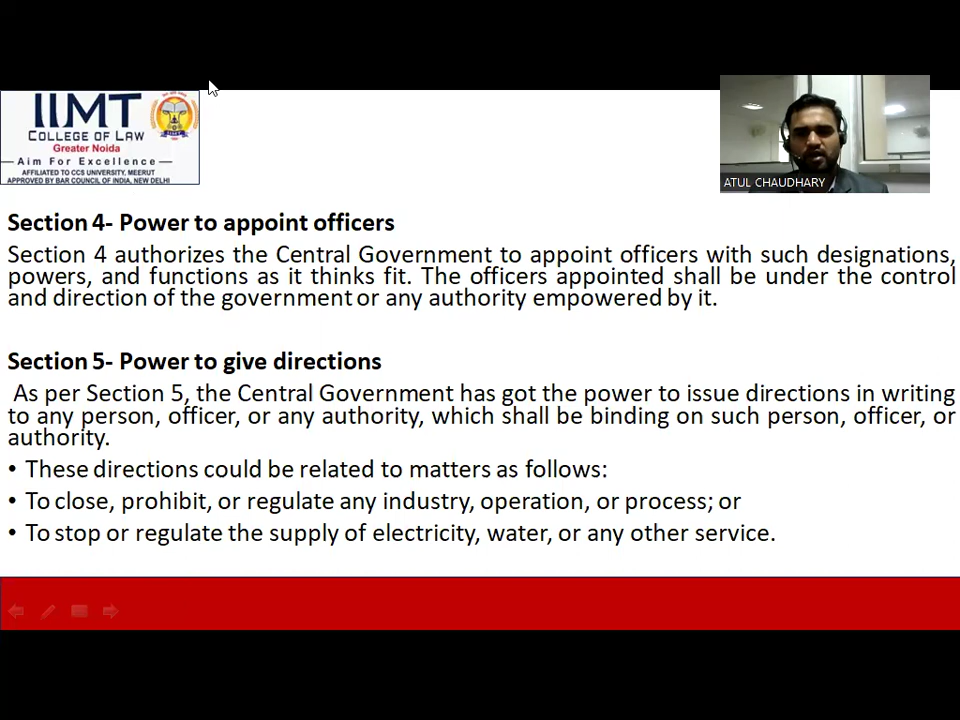 IIMT
COLLEGE OF LAW
Greater Noida
Aim For Excellence
AFFILIATED TO CCS UNIVERSITY, MEERUT
APPROVED BY BAR COUNCIL OF INDIA, NEW DELHI
ATUL CHAUDHARY
Section 4- Power to appoint officers
Section 4 authorizes the Central Government to appoint officers with such designations,
powers, and functions as it thinks fit. The officers appointed shall be under the control
and direction of the government or any authority empowered by it.
Section 5- Power to give directions
As per Section 5, the Central Government has got the power to issue directions in writing
to any person, officer, or any authority, which shall be binding on such person, officer, or
authority.
• These directions could be related to matters as follows:
• To close, prohibit, or regulate any industry, operation, or process; or
• To stop or regulate the supply of electricity, water, or any other service.